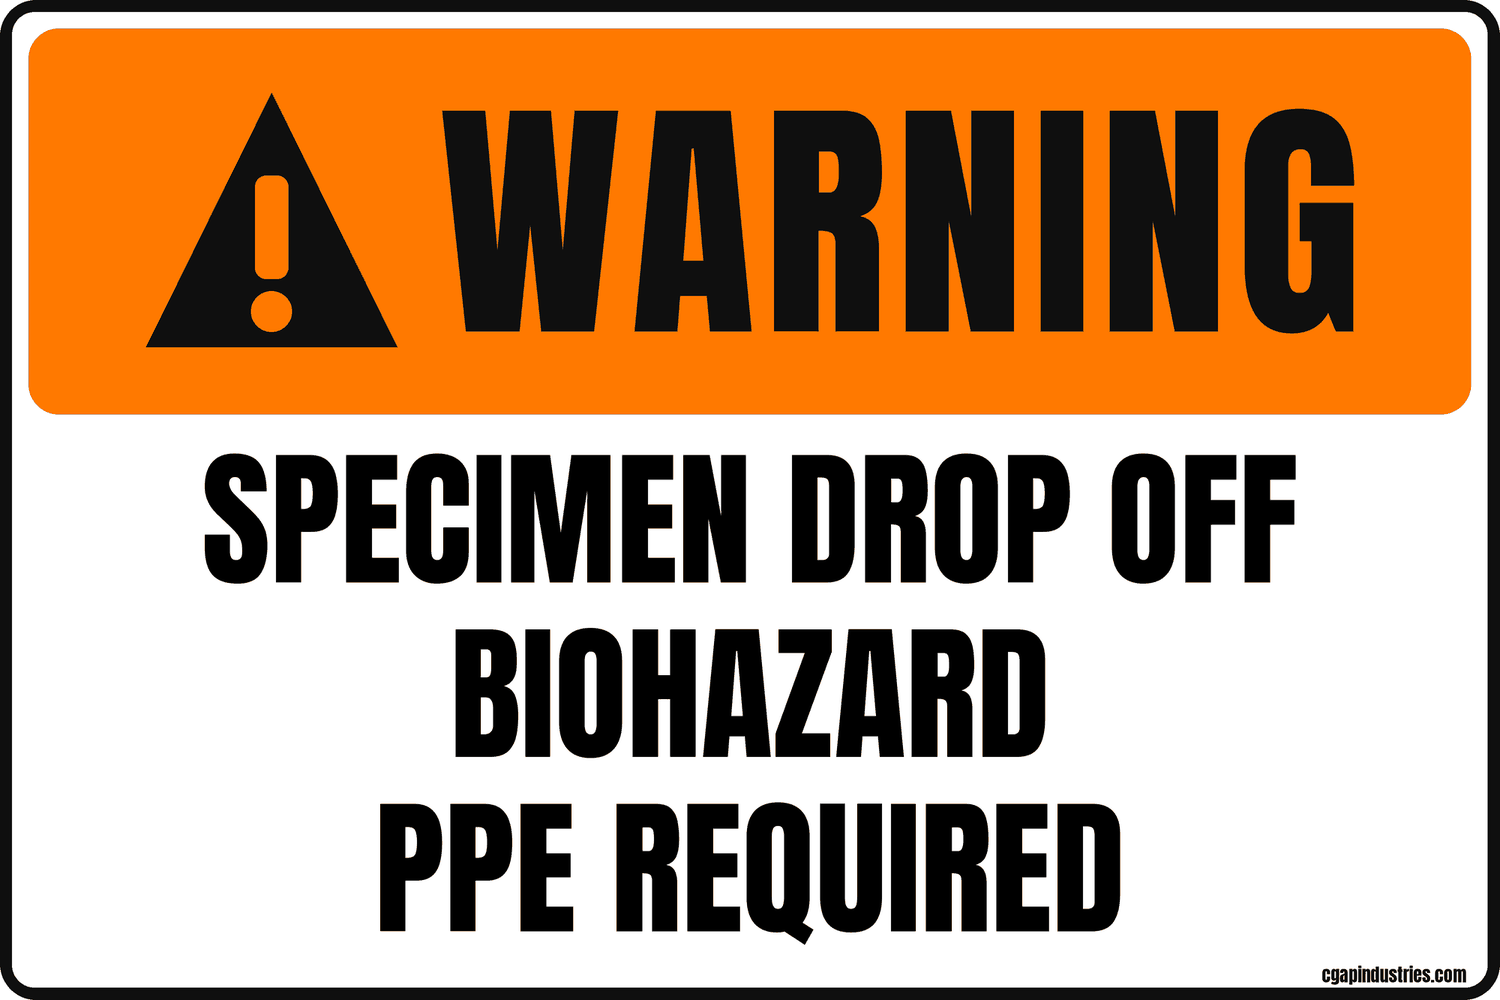 WARNING
SPECIMEN DROP OFF
BIOHAZARD
PPE REQUIRED
cgapindustries.com